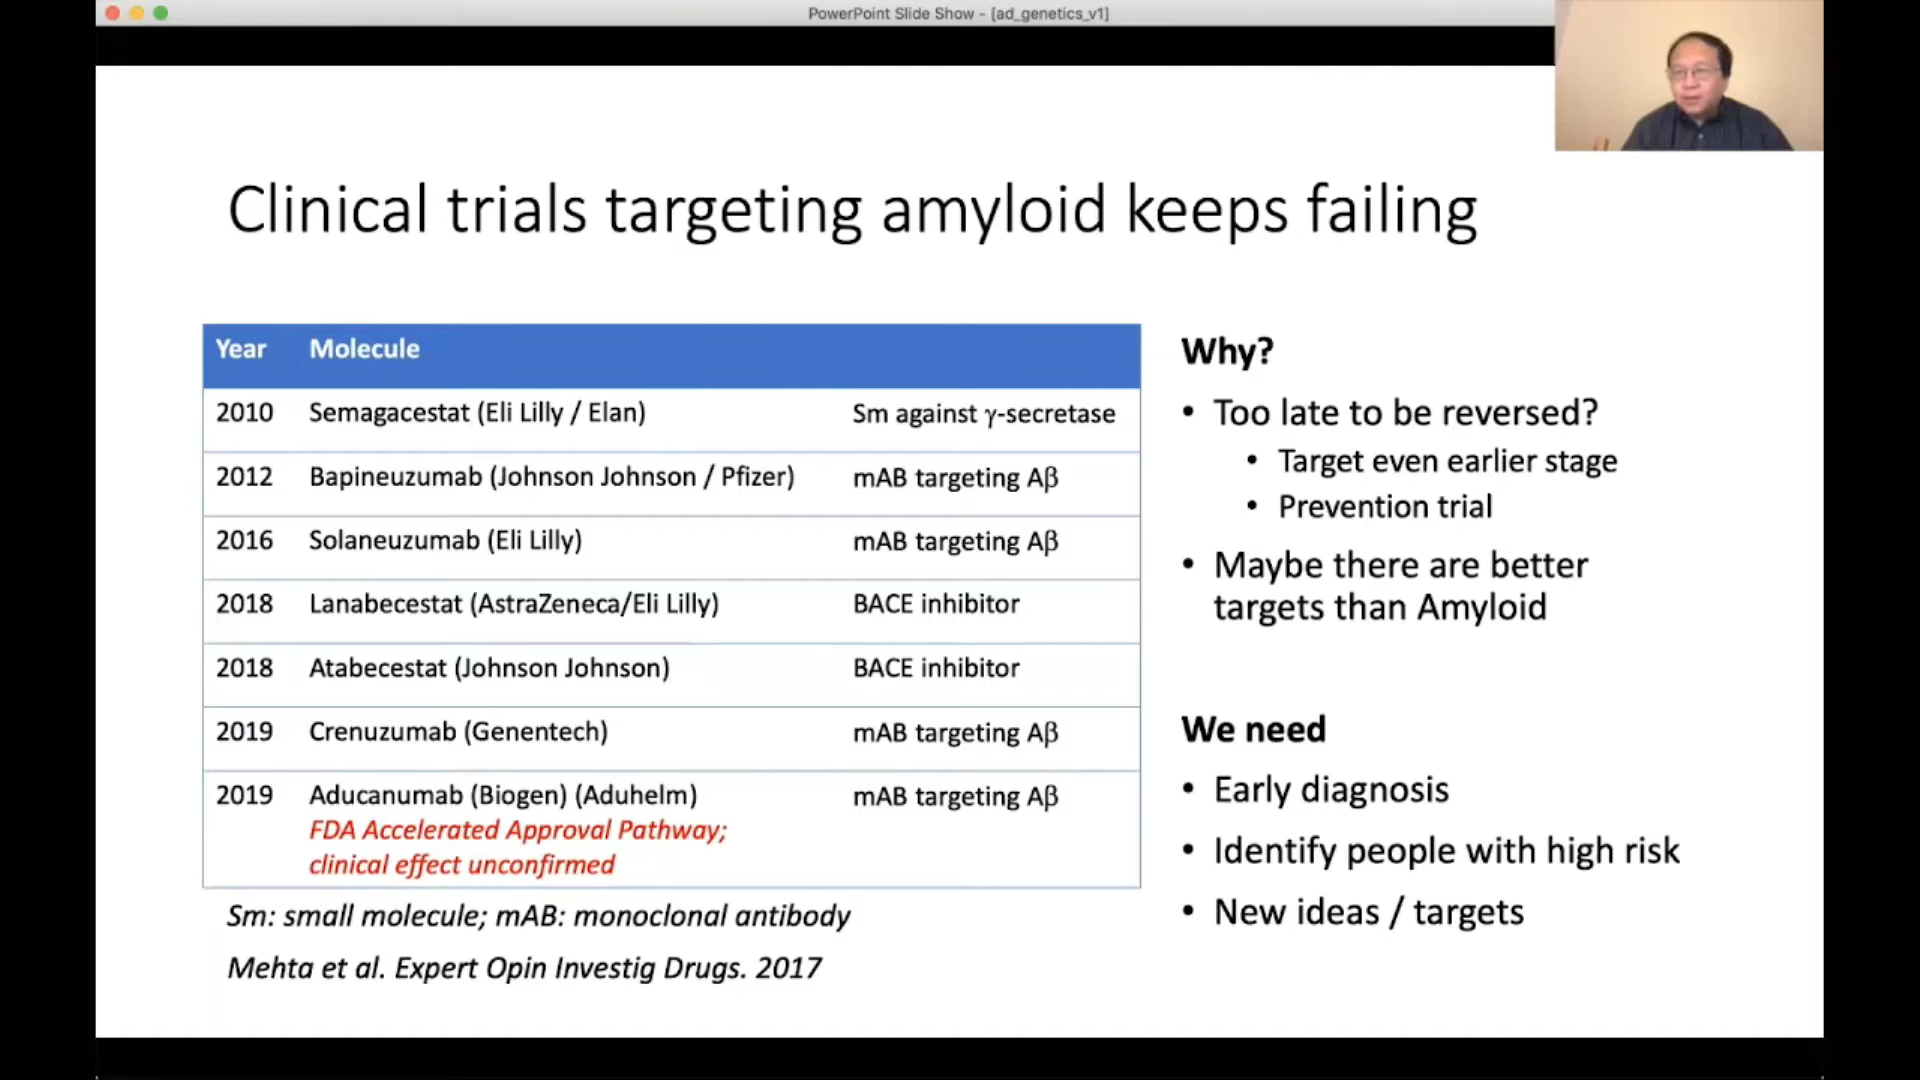 PowerPoint Slide Show - [ad_genetics_v1]
Clinical trials targeting amyloid keeps failing
Year Molecule
2010 Semagacestat (Eli Lilly / Elan) Sm against γ-secretase
2012 Bapineuzumab (Johnson Johnson / Pfizer) mAB targeting Aβ
2016 Solaneuzumab (Eli Lilly) mAB targeting Aβ
2018 Lanabecestat (AstraZeneca/Eli Lilly) BACE inhibitor
2018 Atabecestat (Johnson Johnson) BACE inhibitor
2019 Crenuzumab (Genentech) mAB targeting Aβ
2019 Aducanumab (Biogen) (Aduhelm) mAB targeting Aβ
FDA Accelerated Approval Pathway;
clinical effect unconfirmed
Sm: small molecule; mAB: monoclonal antibody
Mehta et al. Expert Opin Investig Drugs. 2017
Why?
• Too late to be reversed?
• Target even earlier stage
• Prevention trial
• Maybe there are better
targets than Amyloid
We need
• Early diagnosis
• Identify people with high risk
• New ideas / targets